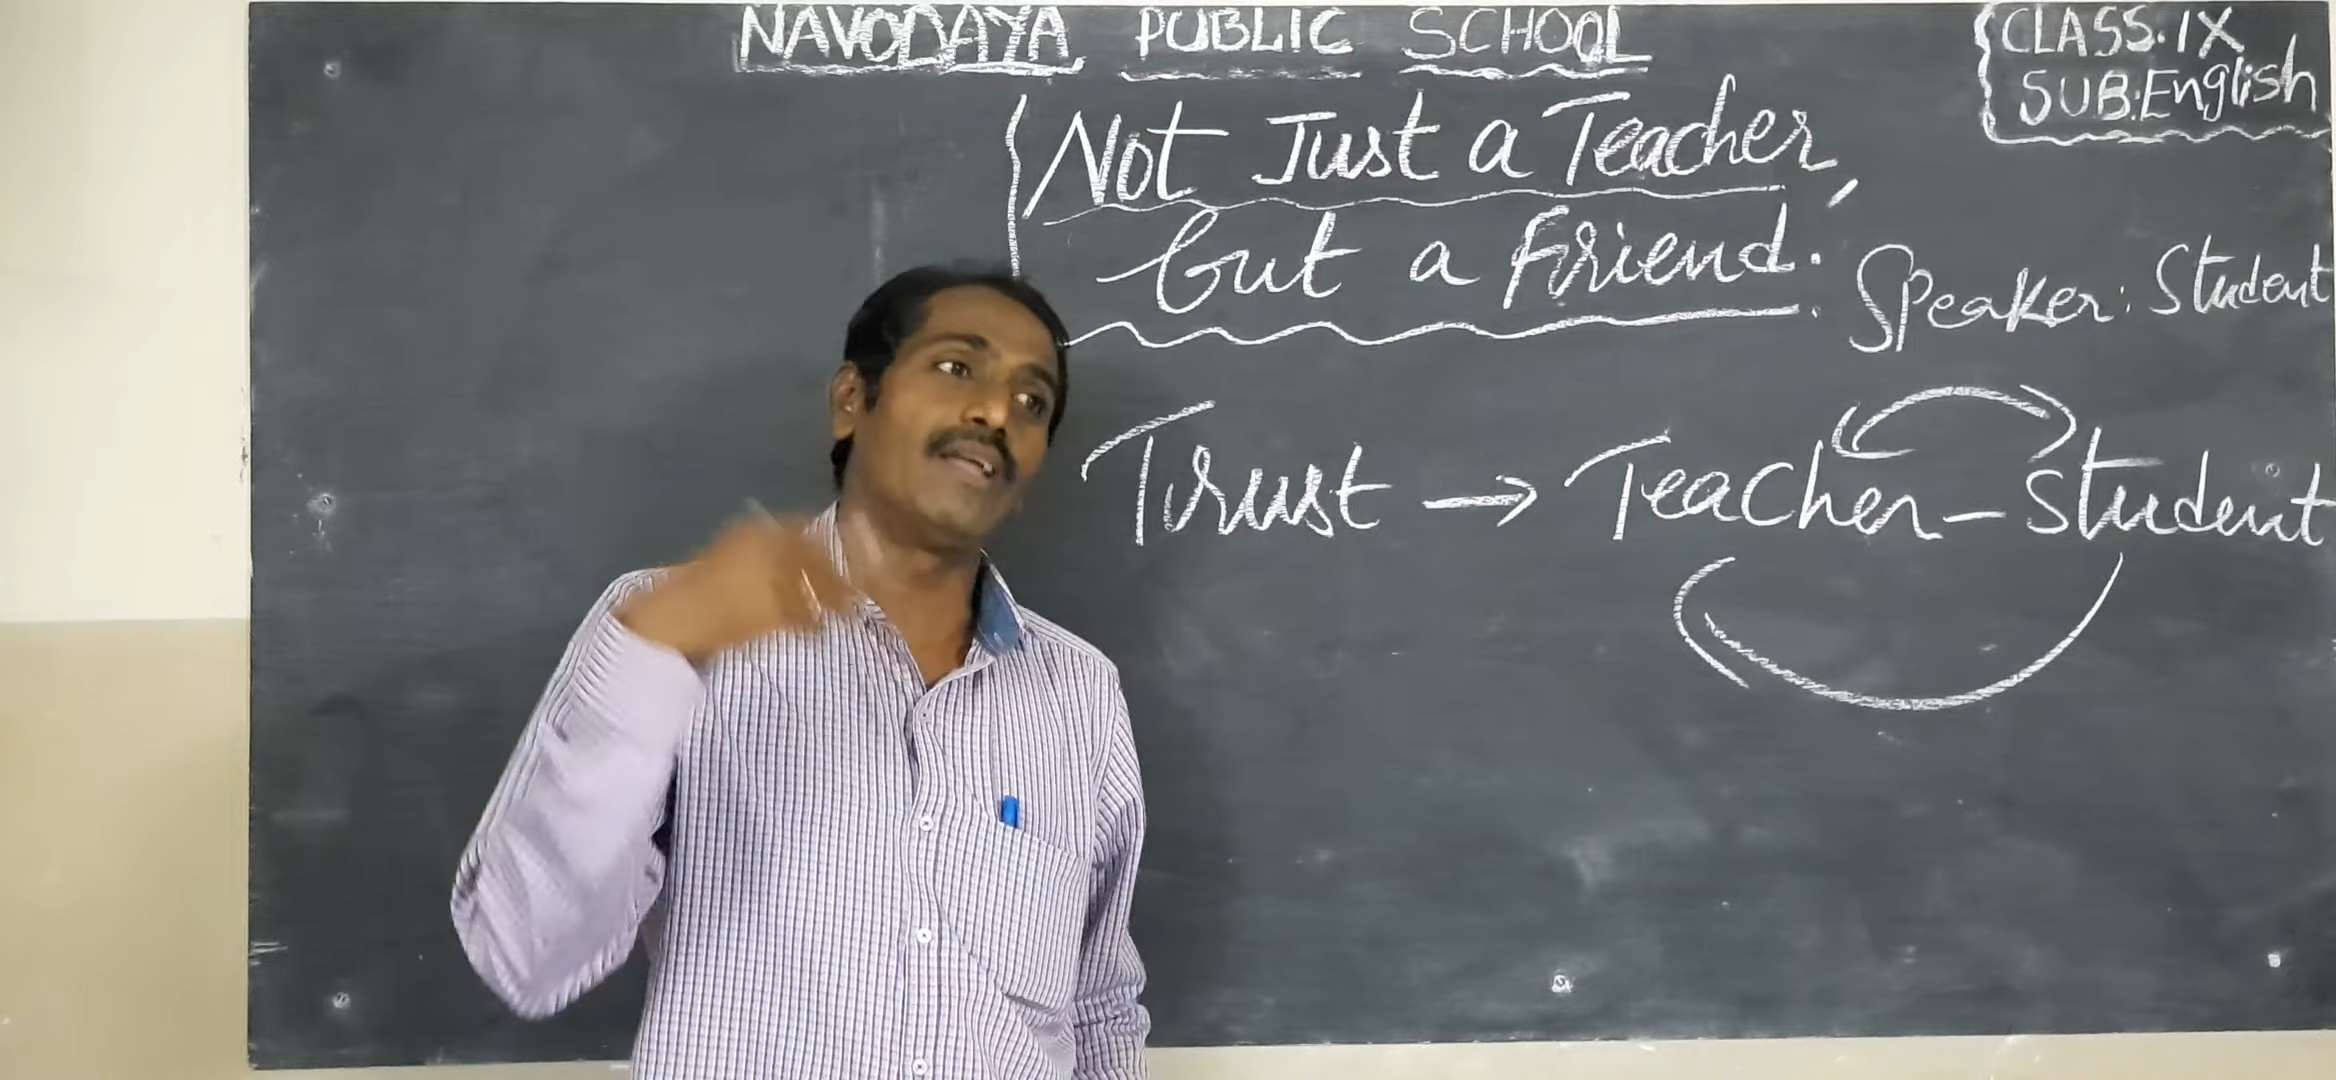 NAVODAYA PUBLIC SCHOOL
CLASS.IX
SUB:English
Not Just a Teacher,
but a Friend.
Speaker: Student
Trust → Teacher-Student